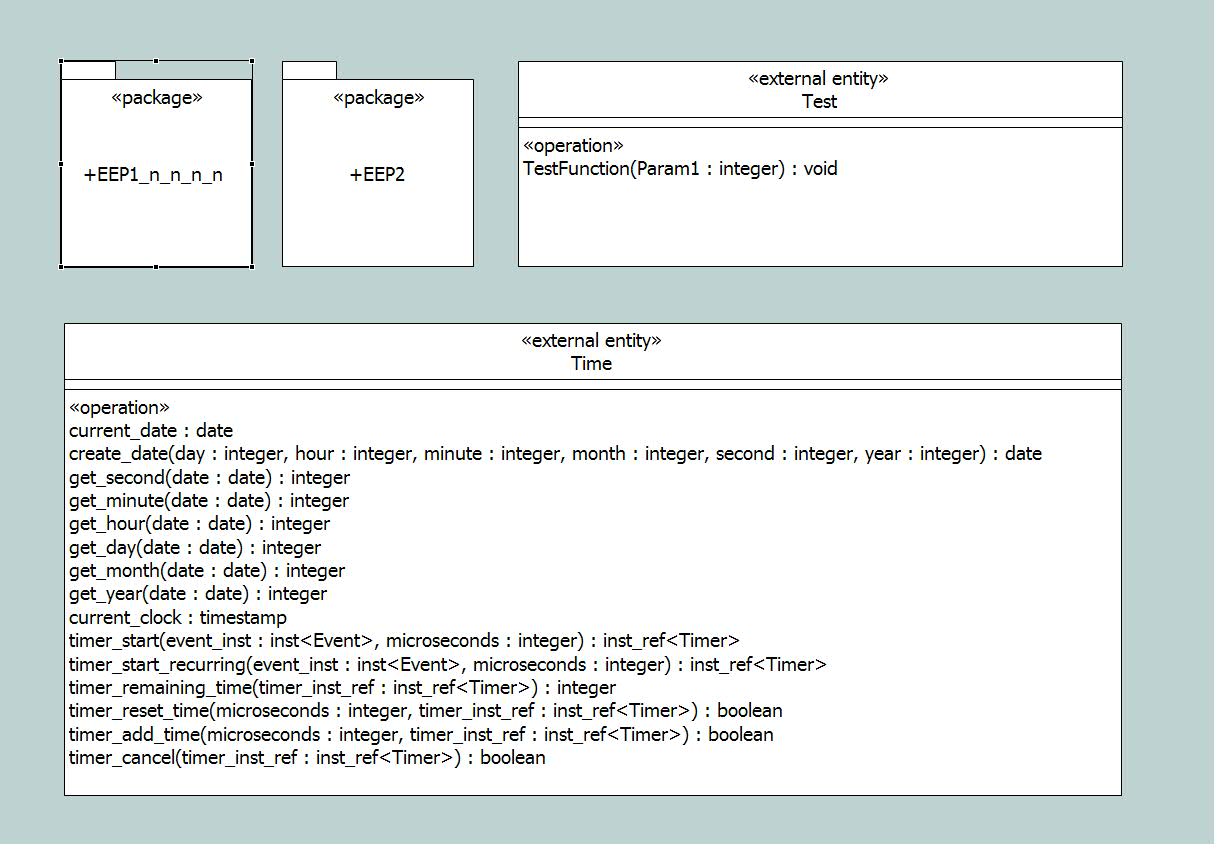 «package»
+EEP1_n_n_n_n
«package»
+EEP2
«external entity»
Test
«operation»
TestFunction(Param1 : integer) : void
«external entity»
Time
«operation»
current_date : date
create_date(day : integer, hour : integer, minute : integer, month : integer, second : integer, year : integer) : date
get_second(date : date) : integer
get_minute(date : date) : integer
get_hour(date : date) : integer
get_day(date : date) : integer
get_month(date : date) : integer
get_year(date : date) : integer
current_clock : timestamp
timer_start(event_inst : inst<Event>, microseconds : integer) : inst_ref<Timer>
timer_start_recurring(event_inst : inst<Event>, microseconds : integer) : inst_ref<Timer>
timer_remaining_time(timer_inst_ref : inst_ref<Timer>) : integer
timer_reset_time(microseconds : integer, timer_inst_ref : inst_ref<Timer>) : boolean
timer_add_time(microseconds : integer, timer_inst_ref : inst_ref<Timer>) : boolean
timer_cancel(timer_inst_ref : inst_ref<Timer>) : boolean